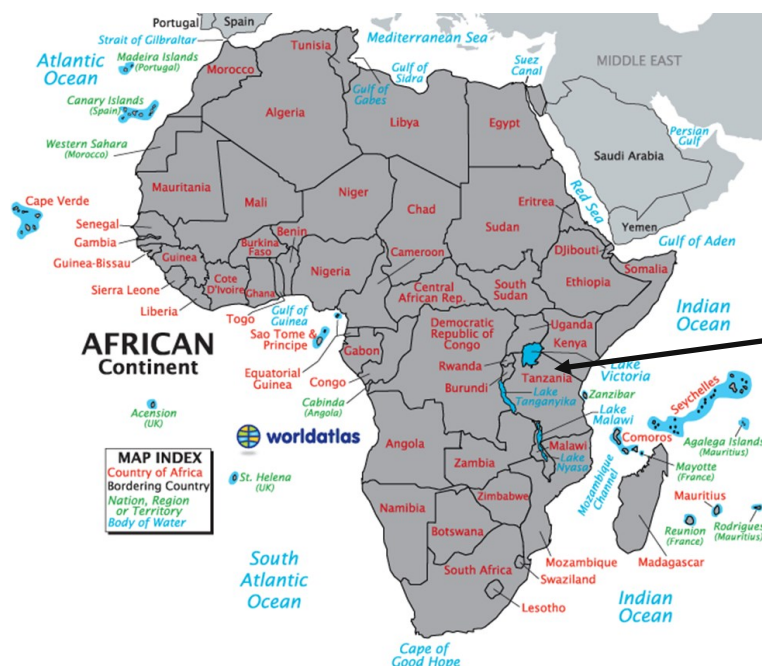 Portugal
Spain
Strait of Gilbraltar
Mediterranean Sea
Atlantic
Ocean
Madeira Islands
(Portugal)
Tunisia
Gulf of
Sidra
Gulf of
Gabes
Suez
Canal
MIDDLE EAST
Morocco
Canary Islands
(Spain)
Algeria
Libya
Egypt
Persian
Gulf
Western Sahara
(Morocco)
Saudi Arabia
Mauritania
Mali
Niger
Chad
Sudan
Eritrea
Red Sea
Yemen
Gulf of Aden
Cape Verde
Senegal
Gambia
Guinea-Bissau
Guinea
Burkina
Faso
Benin
Nigeria
Cameroon
DJibouti
Somalia
Ethiopia
Sierra Leone
Liberia
Cote
D'Ivoire
Ghana
Togo
Gulf of
Guinea
Central
African Rep.
South
Sudan
Indian
Ocean
AFRICAN
Continent
Sao Tome &
Principe
Equatorial
Guinea
Gabon
Congo
Cabinda
(Angola)
Democratic
Republic of
Congo
Uganda
Kenya
Rwanda
Burundi
Lake
Victoria
Tanzania
Lake
Tanganyika
Zanzibar
Seychelles
Lake
Malawi
Acension
(UK)
worldatlas
Angola
Zambia
Malawi
Lake
Nyasa
Comoros
Agalega Islands
(Mauritius)
Mayotte
(France)
Mozambique
Channel
MAP INDEX
Country of Africa
Bordering Country
Nation, Region
or Territory
Body of Water
St. Helena
(UK)
Namibia
Zimbabwe
Botswana
Mauritius
Reunion
(France)
Rodrigues
(Mauritius)
Madagascar
Mozambique
Swaziland
South Africa
Lesotho
South
Atlantic
Ocean
Indian
Ocean
Cape of
Good Hope